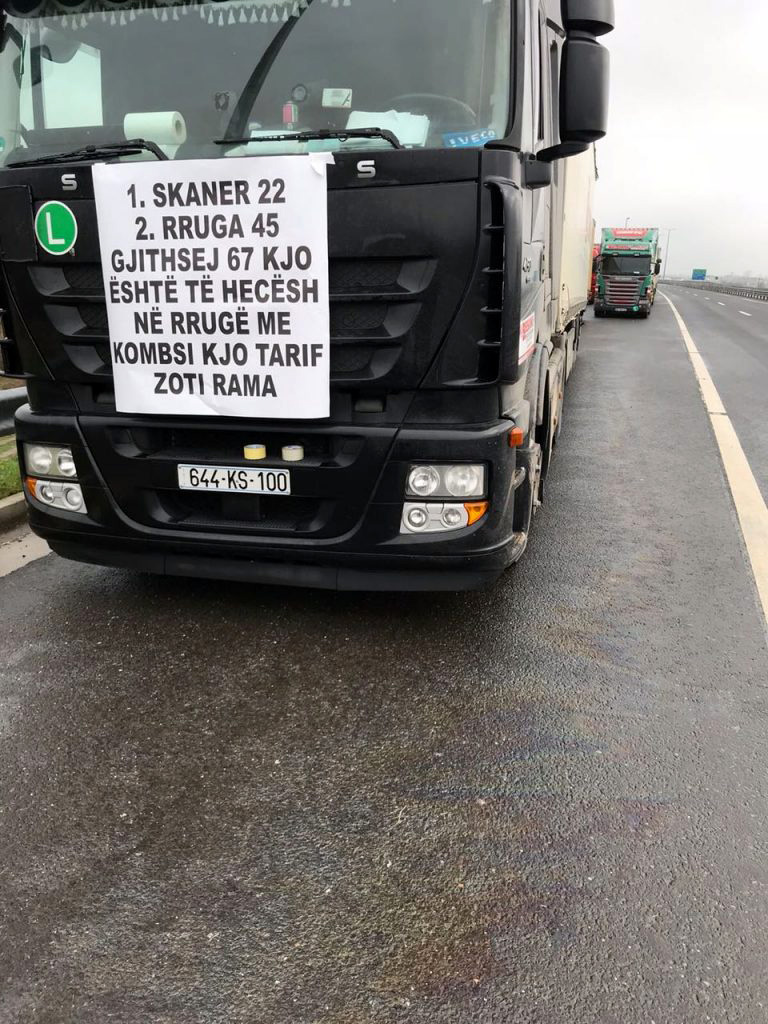 IVECO
S
S
L
1. SKANER 22
2. RRUGA 45
GJITHSEJ 67 KJO
ËSHTË TË HECËSH
NË RRUGË ME
KOMBSI KJO TARIF
ZOTI RAMA
644-KS-100